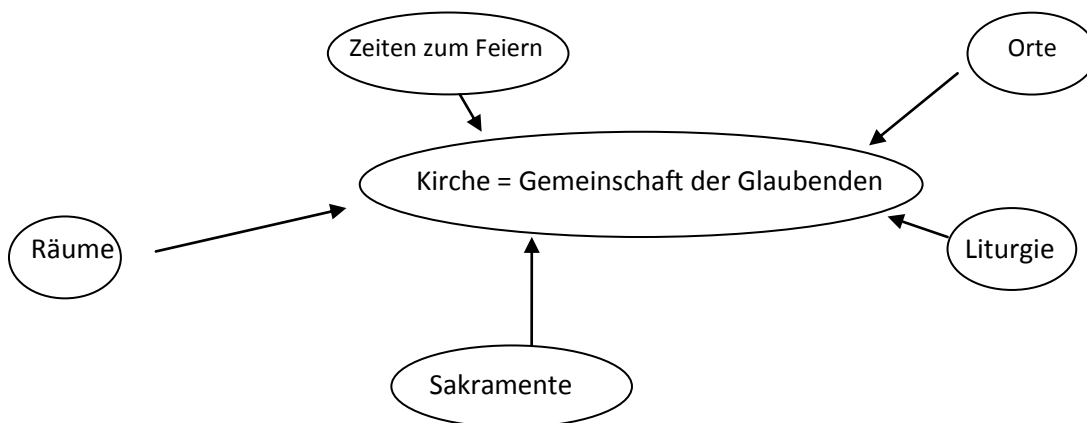 Zeiten zum Feiern
Orte
Kirche = Gemeinschaft der Glaubenden
Räume
Liturgie
Sakramente